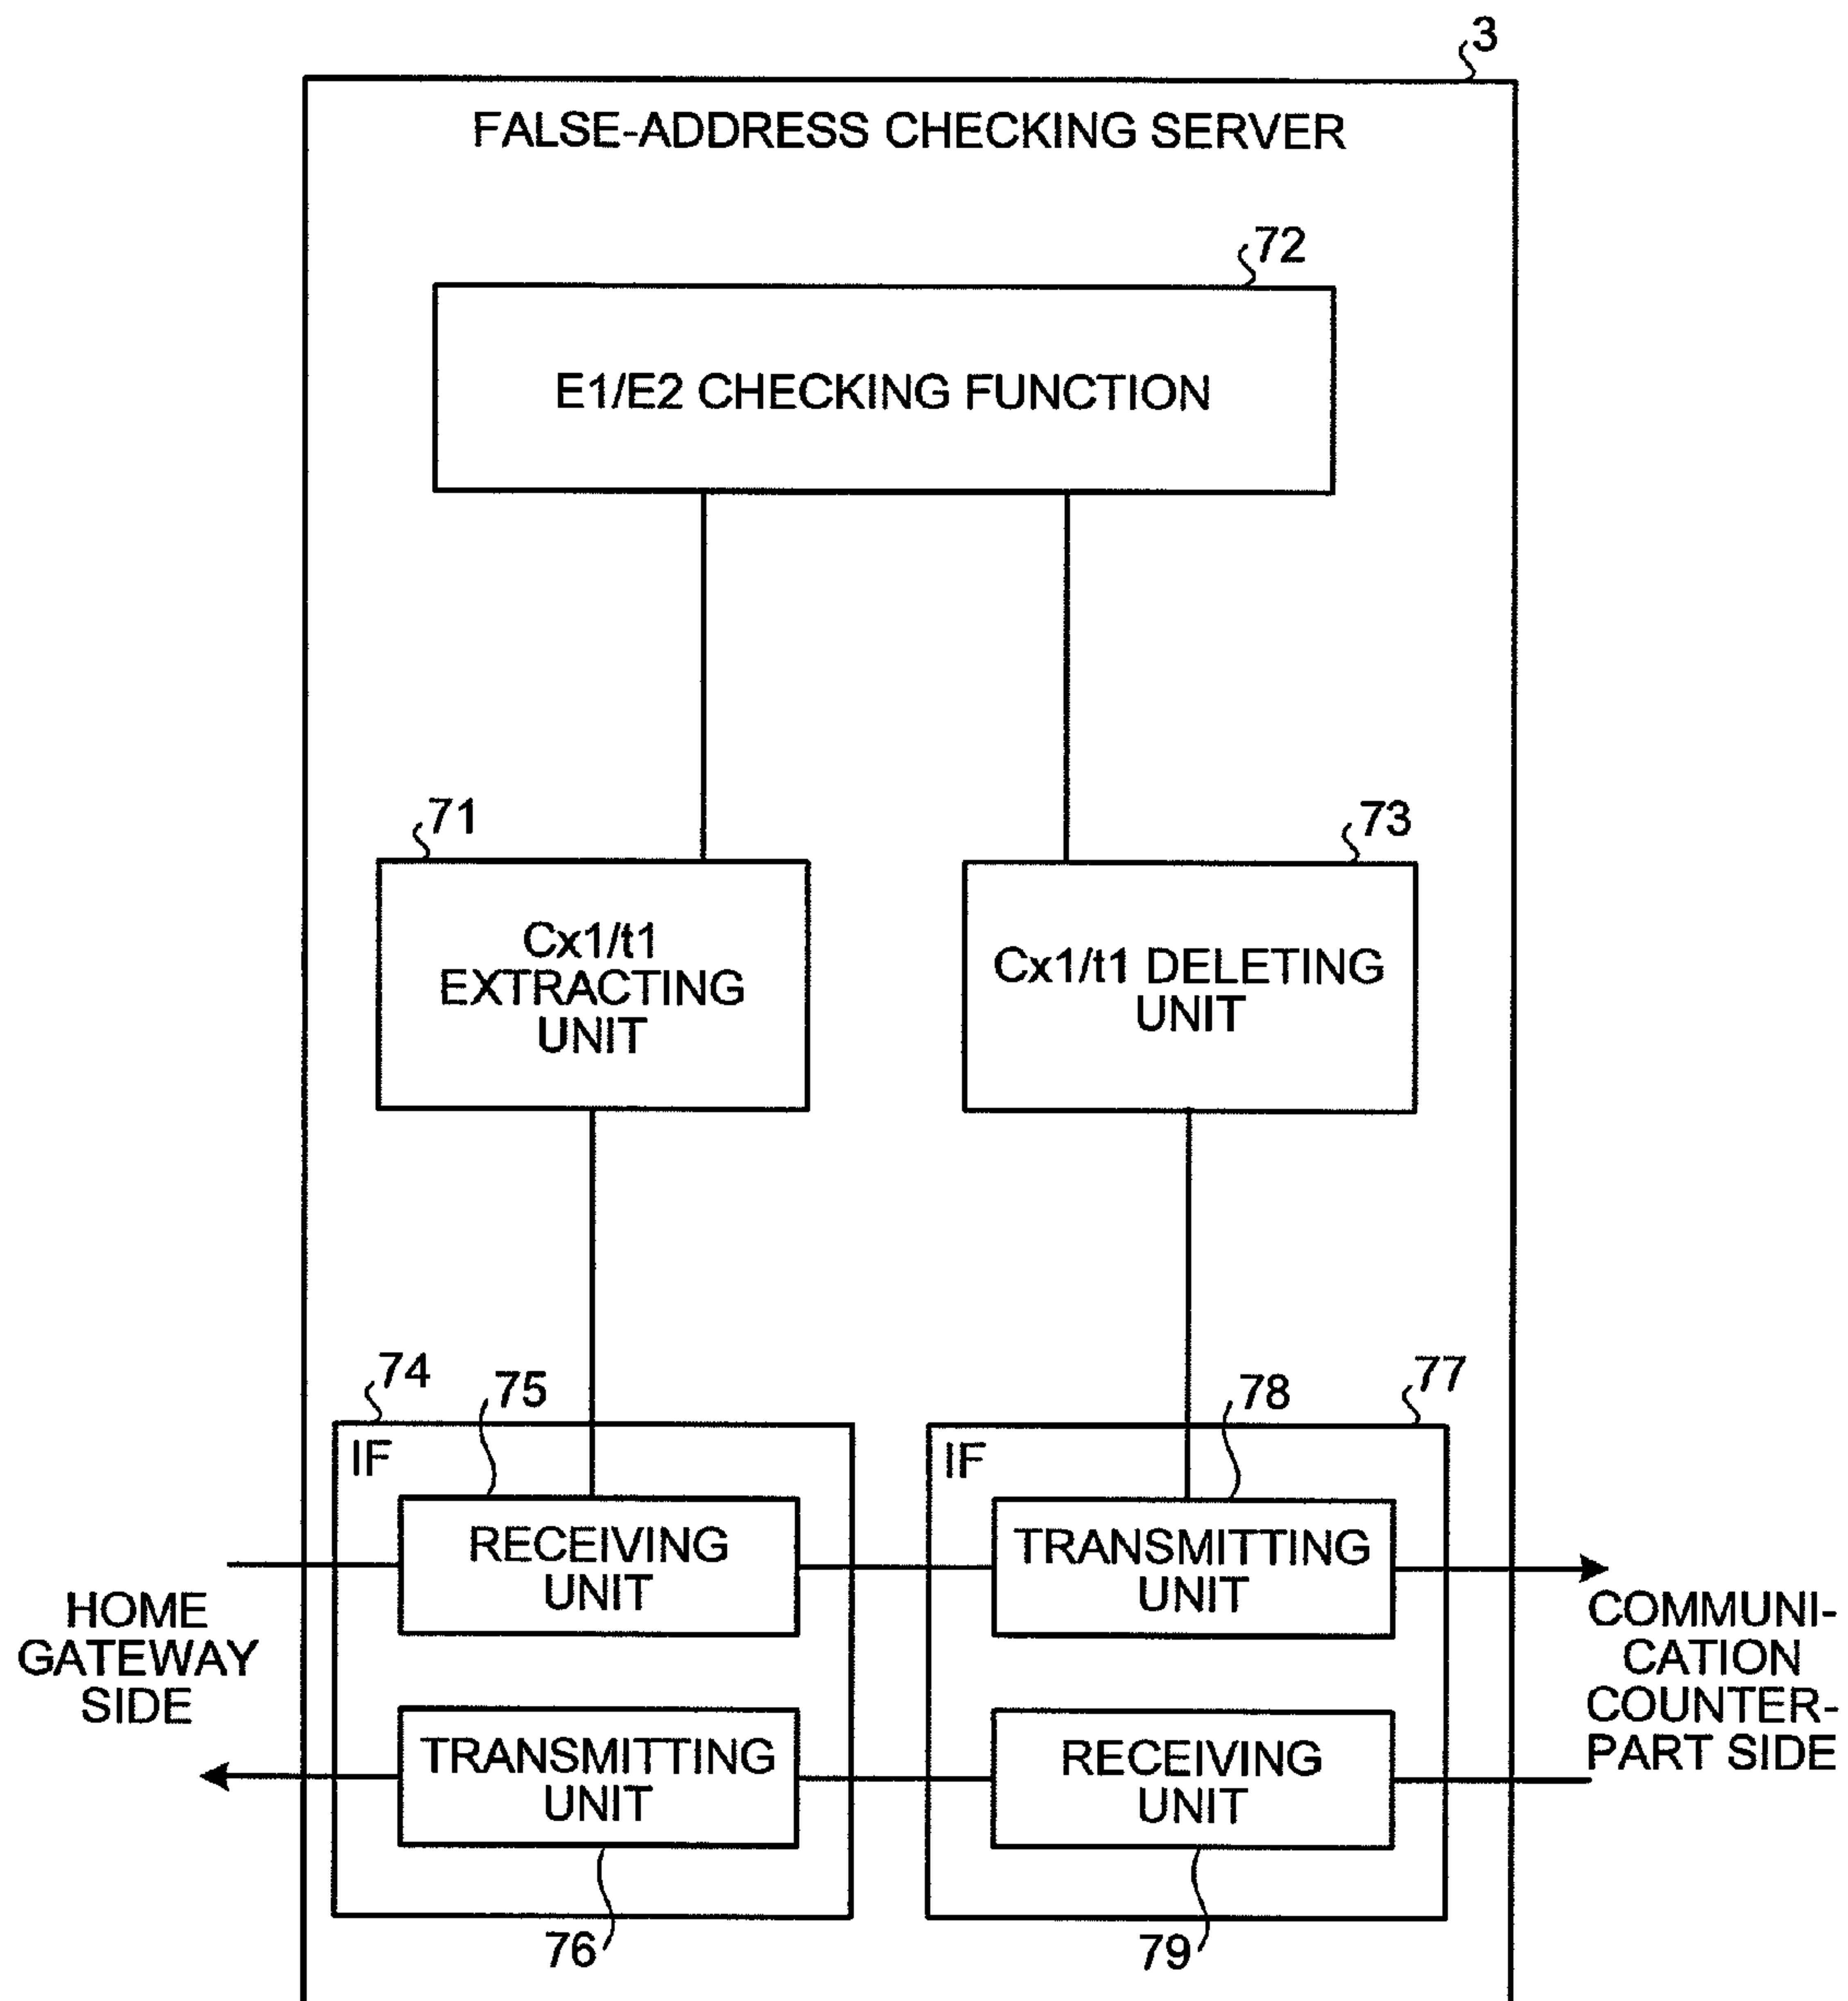 3
FALSE-ADDRESS CHECKING SERVER
72
E1/E2 CHECKING FUNCTION
71
Cx1/t1
EXTRACTING
UNIT
73
Cx1/t1 DELETING
UNIT
74
IF
75
RECEIVING
UNIT
77
IF
78
TRANSMITTING
UNIT
HOME
GATEWAY
SIDE
TRANSMITTING
UNIT
76
RECEIVING
UNIT
79
COMMUNI-
CATION
COUNTER-
PART SIDE